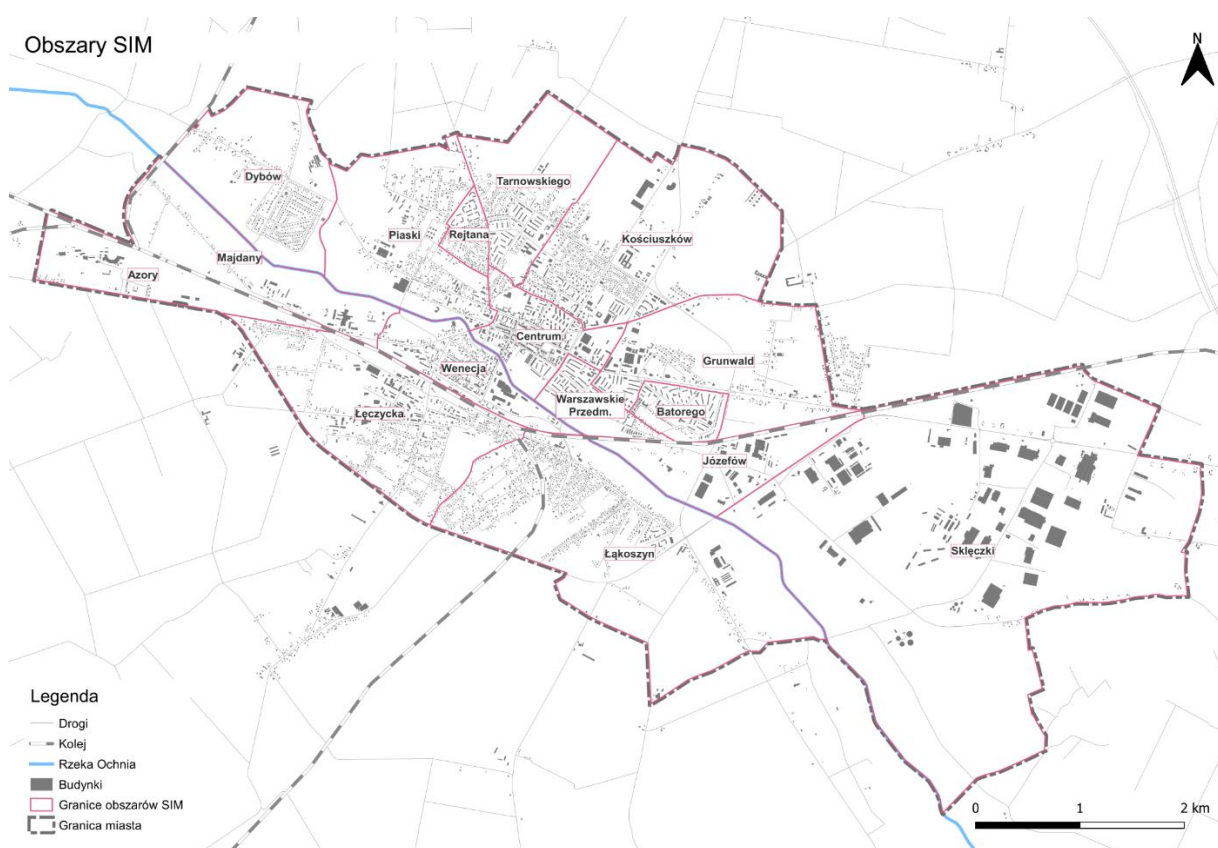 Obszary SIM
N
Tarnowskiego
Dybów
Rejtana
Piaski
Kościuszków
Majdany
Azory
Centrum
Grunwald
Wenecja
Warszawskie
Przedm.
Batorego
Łęczycka
Józefów
Łąkoszyn
Sklęczki
Legenda
Drogi
Kolej
Rzeka Ochnia
Budynki
Granice obszarów SIM
Granica miasta
0 1 2 km